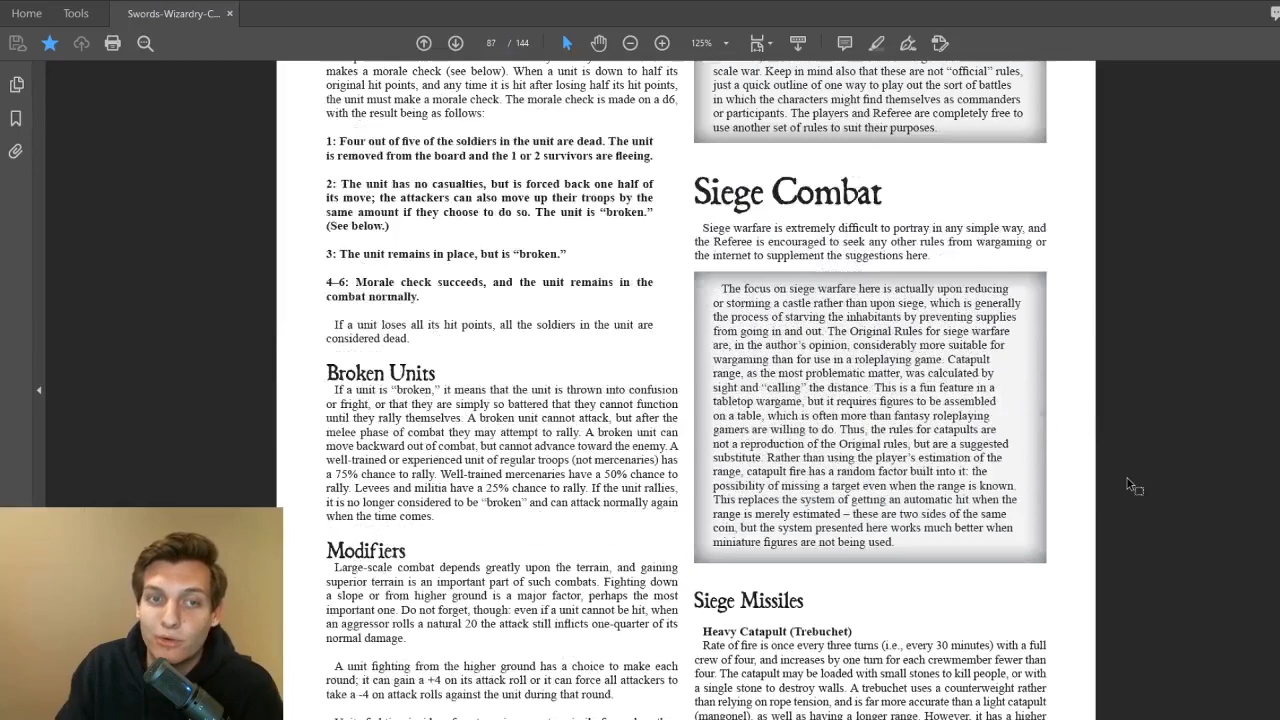 Home
Tools
Swords-Wizardry-C...
87 / 144
125%
makes a morale check (see below). When a unit is down to half its
original hit points, and any time it is hit after losing half its hit points,
the unit must make a morale check. The morale check is made on a d6,
with the result being as follows:
1: Four out of five of the soldiers in the unit are dead. The unit
is removed from the board and the 1 or 2 survivors are fleeing.
2: The unit has no casualties, but is forced back one half of
its move; the attackers can also move up their troops by the
same amount if they choose to do so. The unit is “broken.”
(See below.)
3: The unit remains in place, but is “broken.”
4–6: Morale check succeeds, and the unit remains in the
combat normally.
If a unit loses all its hit points, all the soldiers in the unit are
considered dead.
Broken Units
If a unit is “broken,” it means that the unit is thrown into confusion
or fright, or that they are simply so battered that they cannot function
until they rally themselves. A broken unit cannot attack, but after the
melee phase of combat they may attempt to rally. A broken unit can
move backward out of combat, but cannot advance toward the enemy. A
well-trained or experienced unit of regular troops (not mercenaries) has
a 75% chance to rally. Well-trained mercenaries have a 50% chance to
rally. Levees and militia have a 25% chance to rally. If the unit rallies,
it is no longer considered to be “broken” and can attack normally again
when the time comes.
Modifiers
Large-scale combat depends greatly upon the terrain, and gaining
superior terrain is an important part of such combats. Fighting down
a slope or from higher ground is a major factor, perhaps the most
important one. Do not forget, though: even if a unit cannot be hit, when
an aggressor rolls a natural 20 the attack still inflicts one-quarter of its
normal damage.
A unit fighting from the higher ground has a choice to make each
round; it can gain a +4 on its attack roll or it can force all attackers to
take a -4 on attack rolls against the unit during that round.
scale war. Keep in mind also that these are not “official” rules,
just a quick outline of one way to play out the sort of battles
in which the characters might find themselves as commanders
or participants. The players and Referee are completely free to
use another set of rules to suit their purposes.
Siege Combat
Siege warfare is extremely difficult to portray in any simple way, and
the Referee is encouraged to seek any other rules from wargaming or
the internet to supplement the suggestions here.
The focus on siege warfare here is actually upon reducing
or storming a castle rather than upon siege, which is generally
the process of starving the inhabitants by preventing supplies
from going in and out. The Original Rules for siege warfare
are, in the author’s opinion, considerably more suitable for
wargaming than for use in a roleplaying game. Catapult
range, as the most problematic matter, was calculated by
sight and “calling” the distance. This is a fun feature in a
tabletop wargame, but it requires figures to be assembled
on a table, which is often more than fantasy roleplaying
gamers are willing to do. Thus, the rules for catapults are
not a reproduction of the Original rules, but are a suggested
substitute. Rather than using the player’s estimation of the
range, catapult fire has a random factor built into it: the
possibility of missing a target even when the range is known.
This replaces the system of getting an automatic hit when the
range is merely estimated – these are two sides of the same
coin, but the system presented here works much better when
miniature figures are not being used.
Siege Missiles
Heavy Catapult (Trebuchet)
Rate of fire is once every three turns (i.e., every 30 minutes) with a full
crew of four, and increases by one turn for each crewmember fewer than
four. The catapult may be loaded with small stones to kill people, or with
a single stone to destroy walls. A trebuchet uses a counterweight rather
than relying on rope tension, and is far more accurate than a light catapult
(mangonel), as well as having a longer range. However, it has a higher